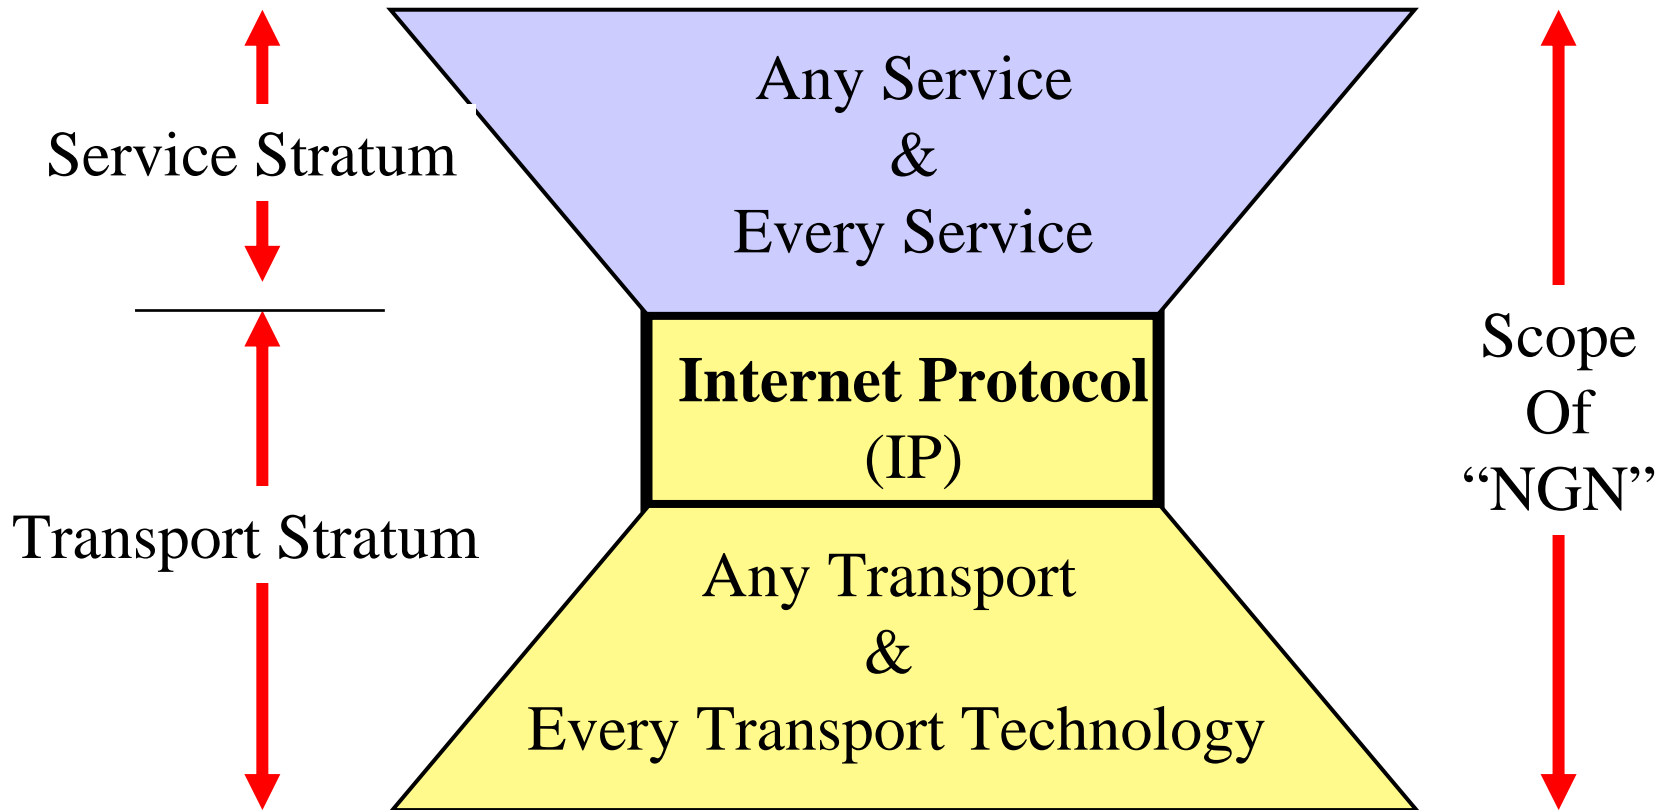 Service Stratum
Transport Stratum
Any Service
&
Every Service
Internet Protocol
(IP)
Any Transport
&
Every Transport Technology
Scope
Of
“NGN”